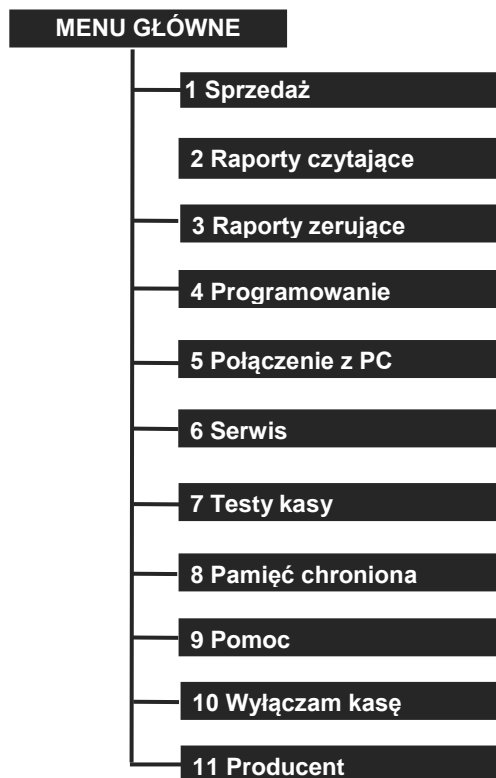 MENU GŁÓWNE
1 Sprzedaż
2 Raporty czytające
3 Raporty zerujące
4 Programowanie
5 Połączenie z PC
6 Serwis
7 Testy kasy
8 Pamięć chroniona
9 Pomoc
10 Wyłączam kasę
11 Producent